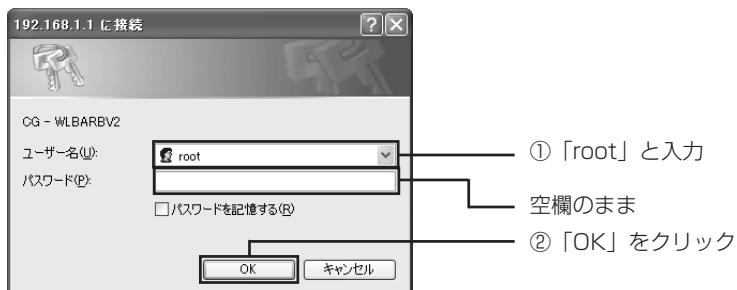 192.168.1.1 に接続
CG - WLBARBV2
ユーザー名(U):
root
①「root」と入力
パスワード(P):
空欄のまま
パスワードを記憶する(R)
②「OK」をクリック
OK
キャンセル